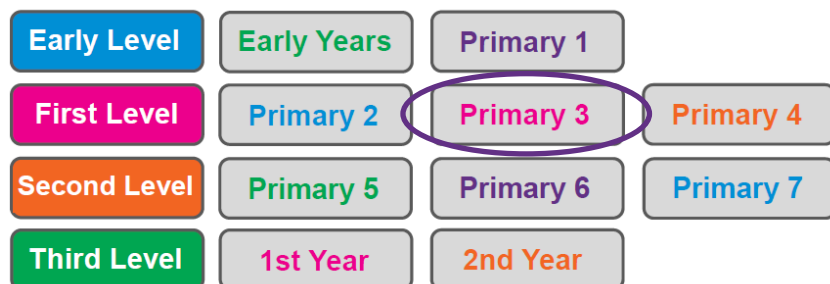 Early Level Early Years Primary 1
First Level Primary 2 Primary 3 Primary 4
Second Level Primary 5 Primary 6 Primary 7
Third Level 1st Year 2nd Year